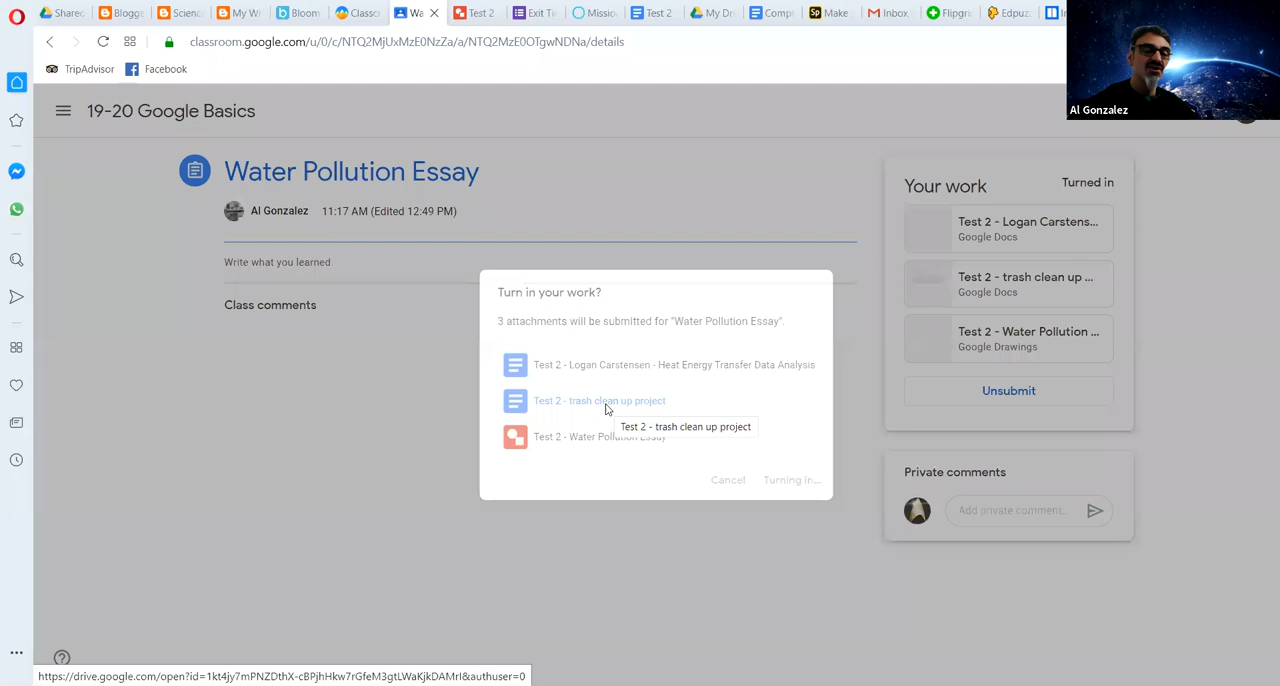 Shared
Blogge
Science
My Wi
Bloom
Classc
Wa
Test 2
Exit Ti
Missio
Test 2
My Dri
Comp
Sp
Make
Inbox
Flipgri
Edpuz
classroom.google.com/u/0/c/NTQ2MjUxMzE0NzZa/a/NTQ2MzE0OTgwNDNa/details
TripAdvisor
Facebook
Al Gonzalez
19-20 Google Basics
Water Pollution Essay
Al Gonzalez 11:17 AM (Edited 12:49 PM)
Write what you learned.
Class comments
Turn in your work?
3 attachments will be submitted for "Water Pollution Essay".
Test 2 - Logan Carstensen - Heat Energy Transfer Data Analysis
Test 2 - trash clean up project
Test 2 - trash clean up project
Test 2 - Water Pollution Essay
Cancel Turning in...
Your work Turned in
Test 2 - Logan Carstens...
Google Docs
Test 2 - trash clean up ...
Google Docs
Test 2 - Water Pollution ...
Google Drawings
Unsubmit
Private comments
Add private comment...
https://drive.google.com/open?id=1kt4jy7mPNZDthX-cBPjhHkw7rGfeM3gtLWaKjkDAMrI&authuser=0